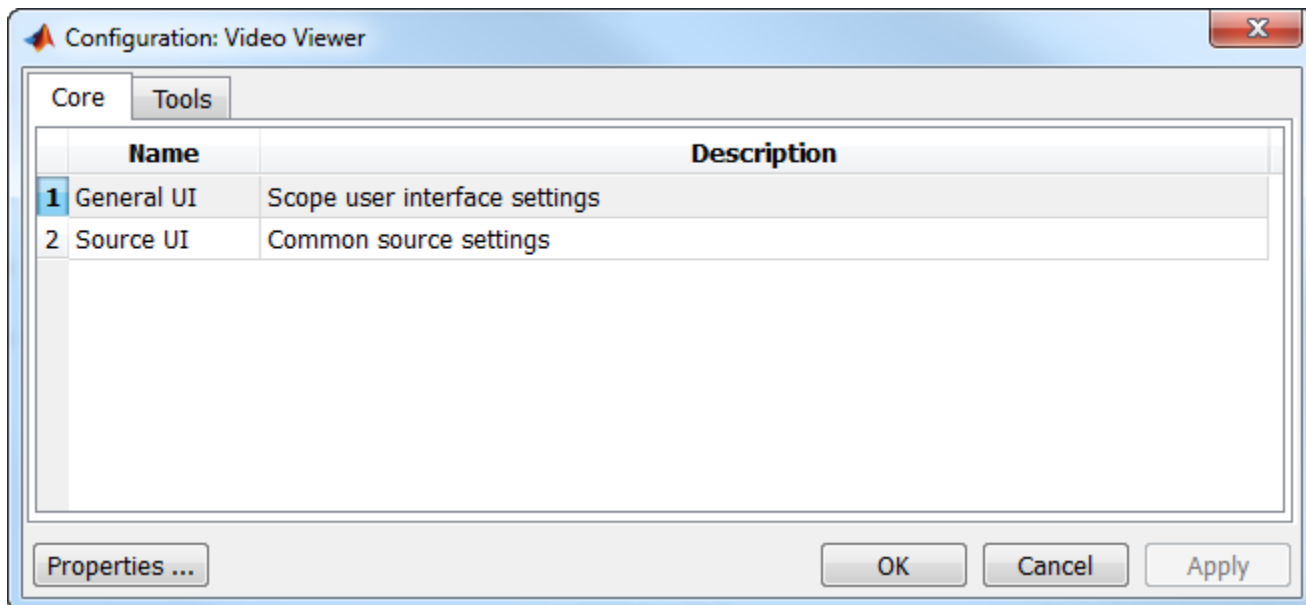 Configuration: Video Viewer
Core Tools
Name Description
1 General UI Scope user interface settings
2 Source UI Common source settings
Properties ... OK Cancel Apply